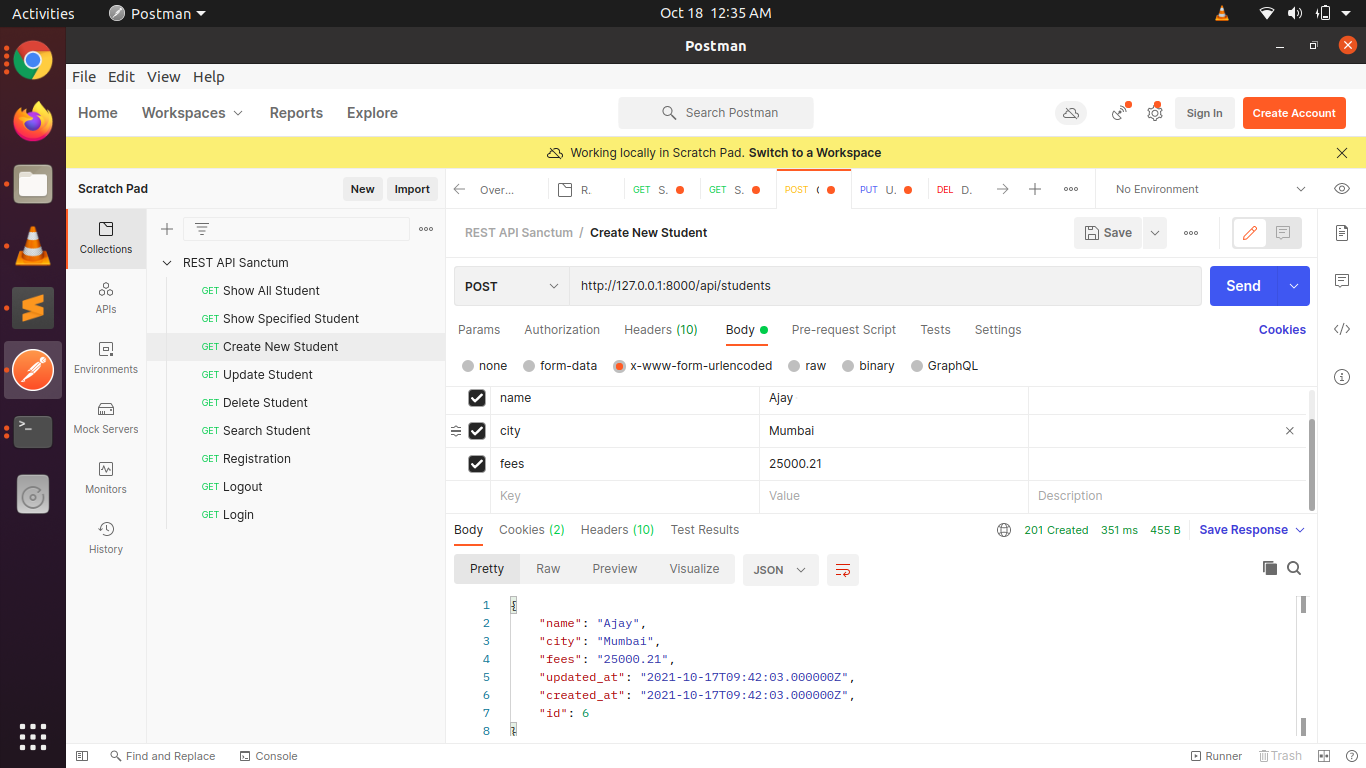 Activities Postman Oct 18 12:35 AM
Postman
File Edit View Help
Home Workspaces Reports Explore Search Postman Sign In Create Account
Working locally in Scratch Pad. Switch to a Workspace
Scratch Pad New Import Over... R. GET S. GET S. POST PUT U. DEL D. No Environment
REST API Sanctum / Create New Student Save
Collections
APIs
Environments
Mock Servers
Monitors
History
REST API Sanctum
GET Show All Student
GET Show Specified Student
GET Create New Student
GET Update Student
GET Delete Student
GET Search Student
GET Registration
GET Logout
GET Login
POST http://127.0.0.1:8000/api/students Send
Params Authorization Headers (10) Body Pre-request Script Tests Settings Cookies
none form-data x-www-form-urlencoded raw binary GraphQL
name Ajay
city Mumbai
fees 25000.21
Key Value Description
Body Cookies (2) Headers (10) Test Results 201 Created 351 ms 455 B Save Response
Pretty Raw Preview Visualize JSON
1 {
2 "name": "Ajay",
3 "city": "Mumbai",
4 "fees": "25000.21",
5 "updated_at": "2021-10-17T09:42:03.000000Z",
6 "created_at": "2021-10-17T09:42:03.000000Z",
7 "id": 6
8 }
Find and Replace Console Runner Trash